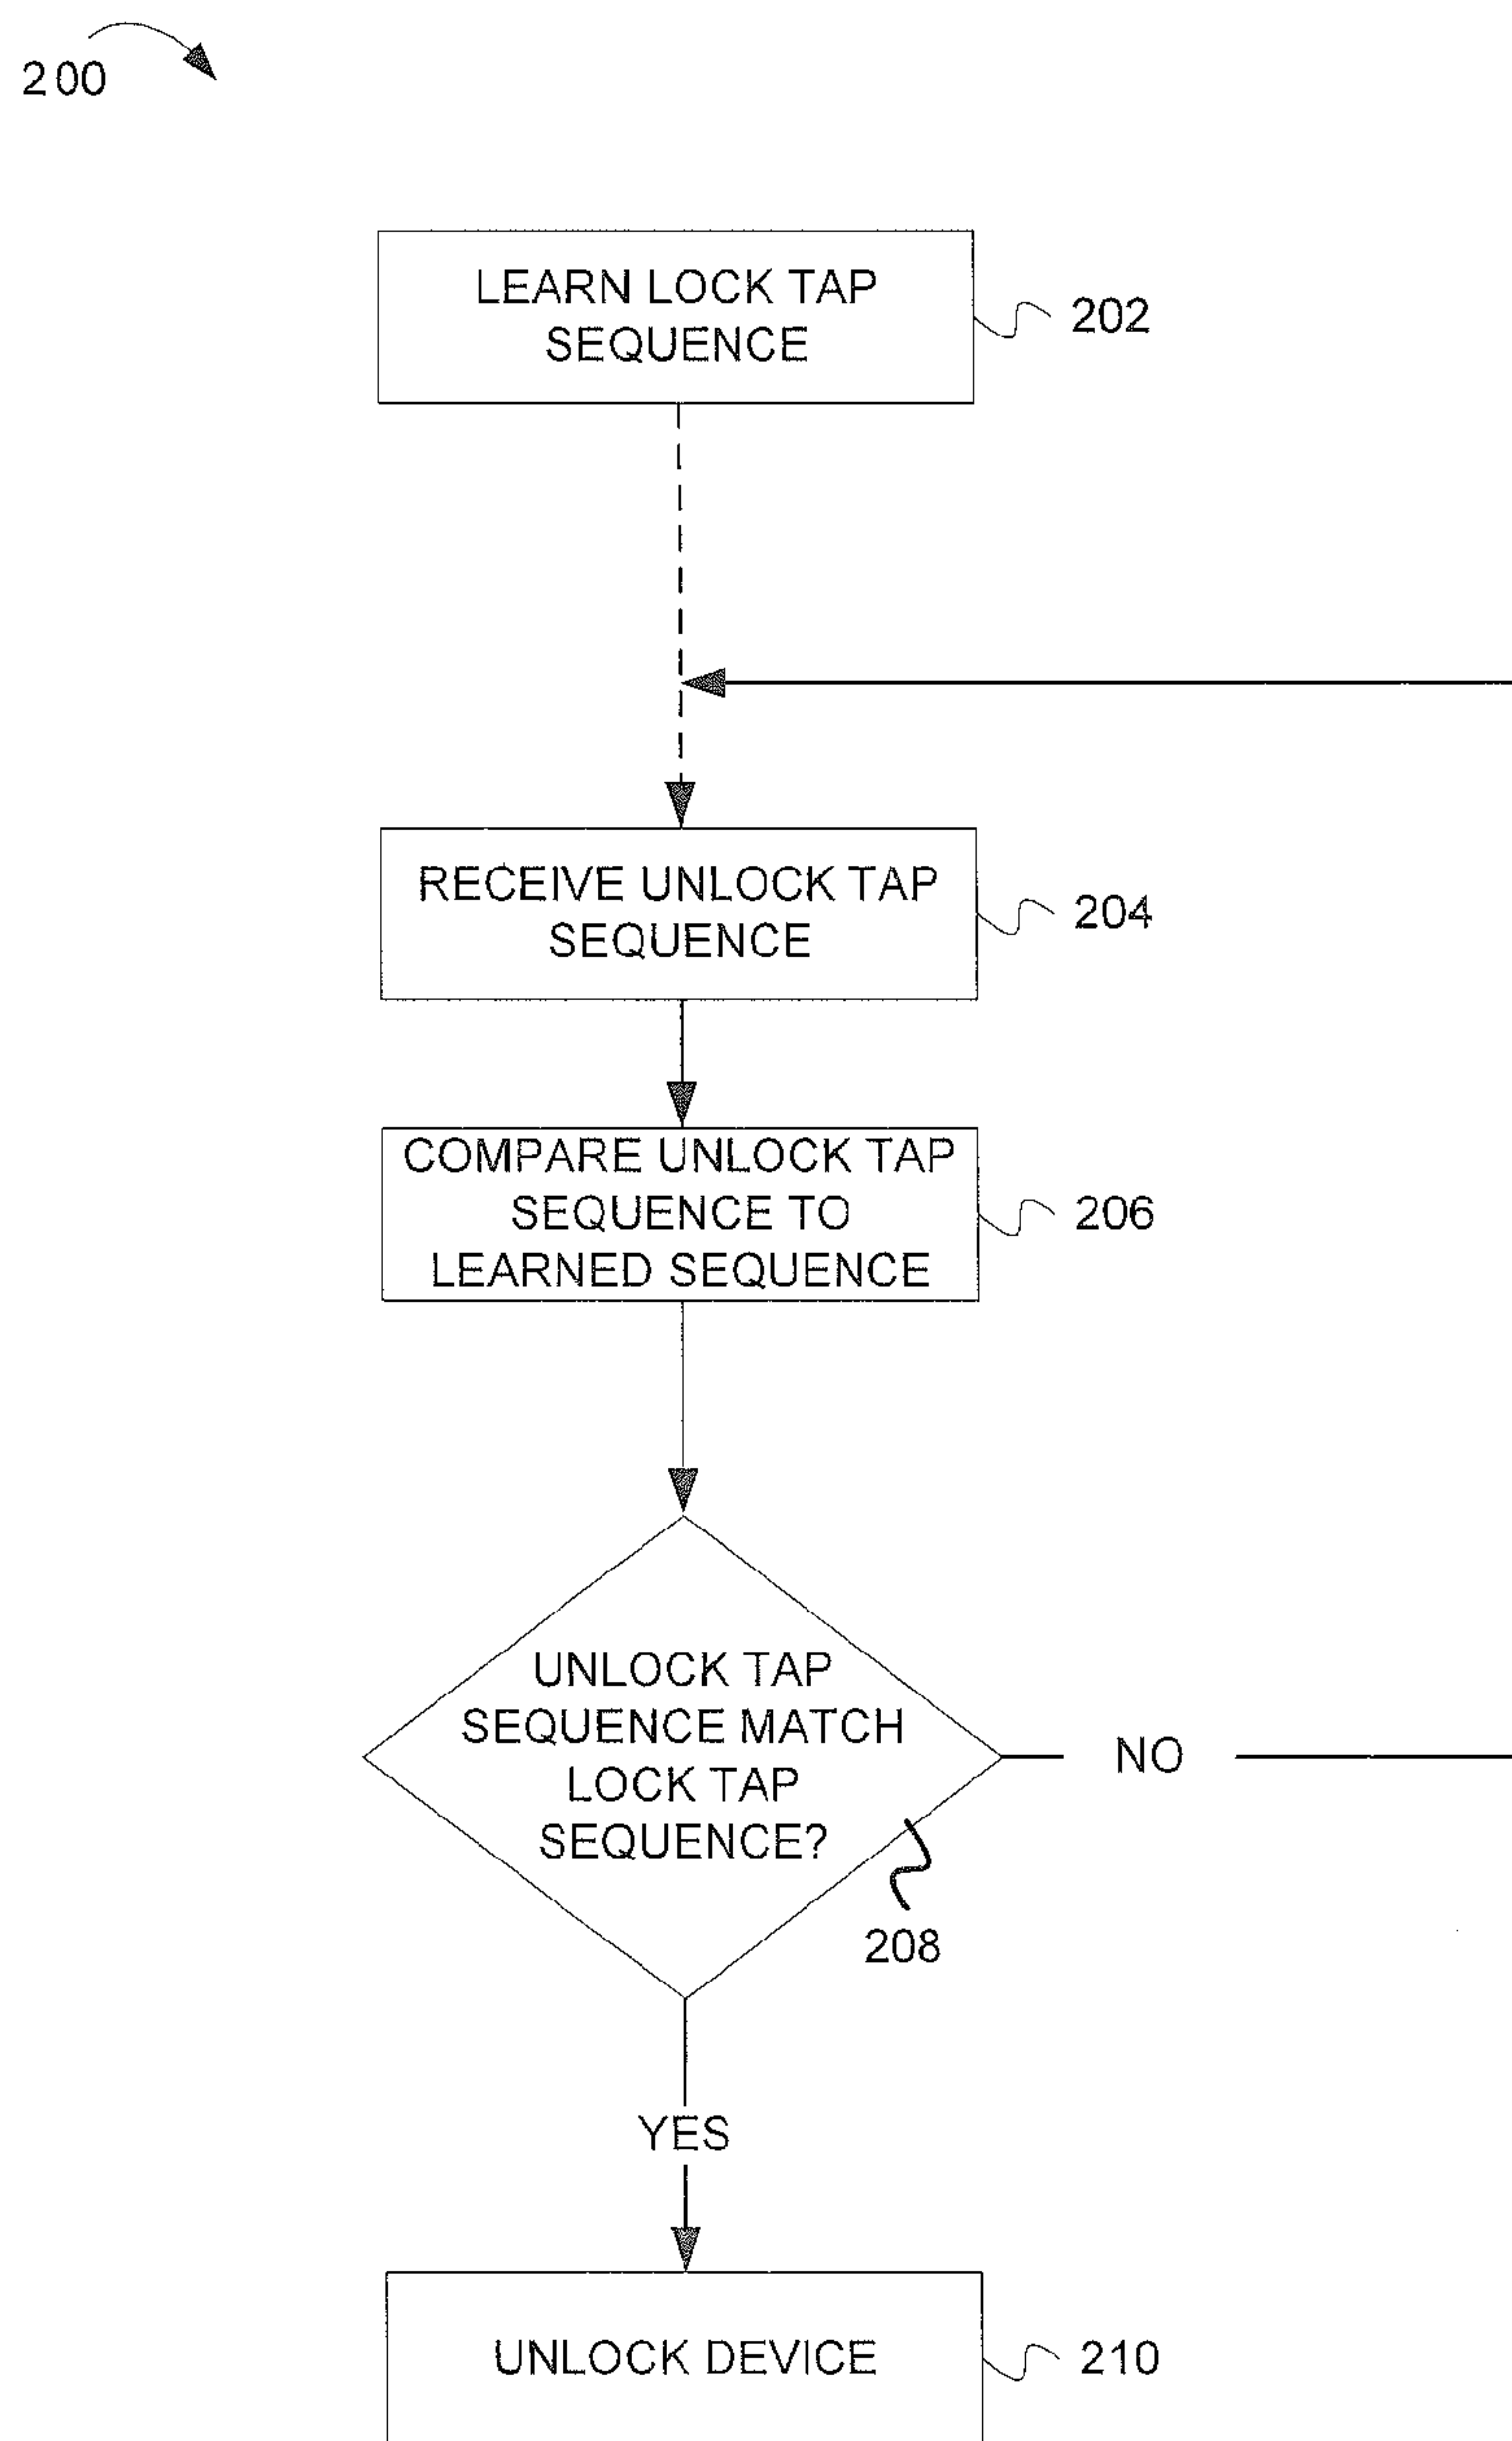 200
LEARN LOCK TAP
SEQUENCE
202
RECEIVE UNLOCK TAP
SEQUENCE
204
COMPARE UNLOCK TAP
SEQUENCE TO
LEARNED SEQUENCE
206
UNLOCK TAP
SEQUENCE MATCH
LOCK TAP
SEQUENCE?
NO
208
YES
UNLOCK DEVICE
210